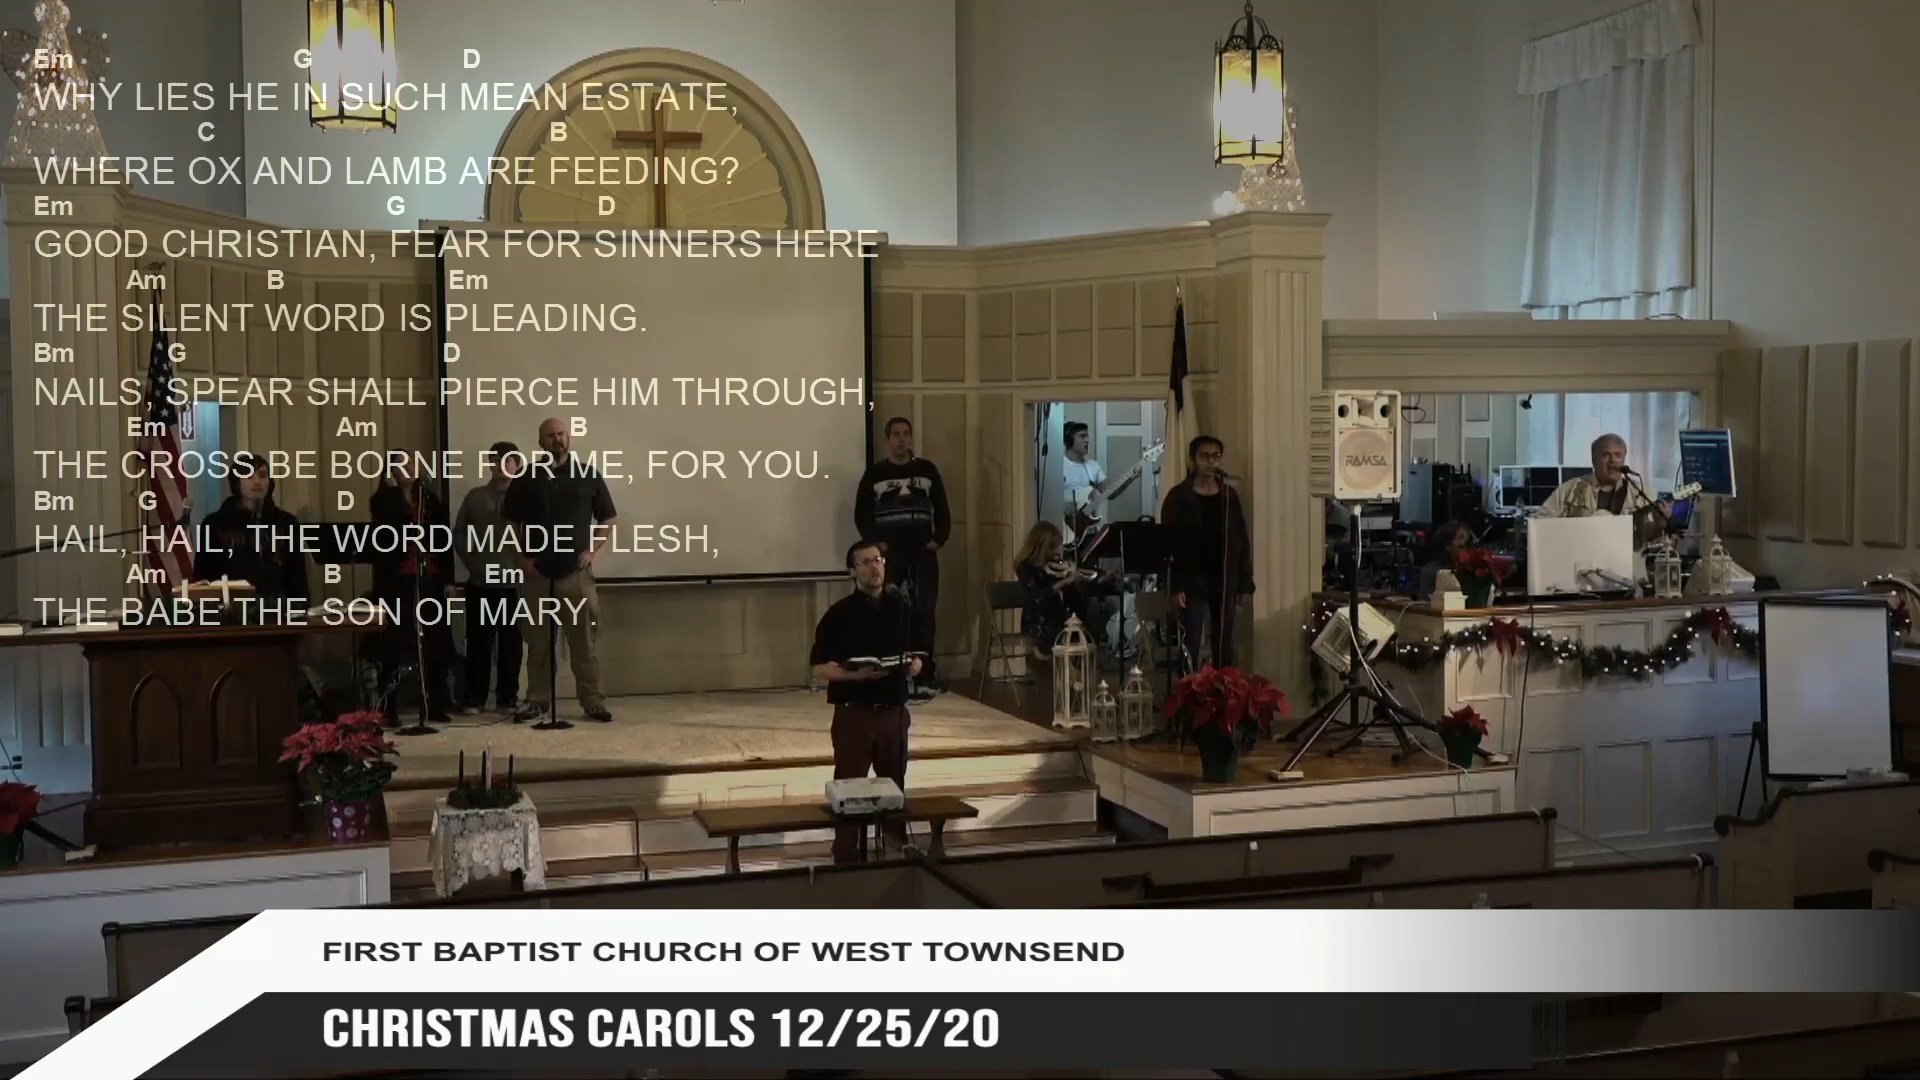 Em G D
WHY LIES HE IN SUCH MEAN ESTATE,
C B
WHERE OX AND LAMB ARE FEEDING?
Em G D
GOOD CHRISTIAN, FEAR FOR SINNERS HERE
Am B Em
THE SILENT WORD IS PLEADING.
Bm G D
NAILS, SPEAR SHALL PIERCE HIM THROUGH,
Em Am B
THE CROSS BE BORNE FOR ME, FOR YOU.
Bm G D
HAIL, HAIL, THE WORD MADE FLESH,
Am B Em
THE BABE THE SON OF MARY.
RAMSA
FIRST BAPTIST CHURCH OF WEST TOWNSEND
CHRISTMAS CAROLS 12/25/20